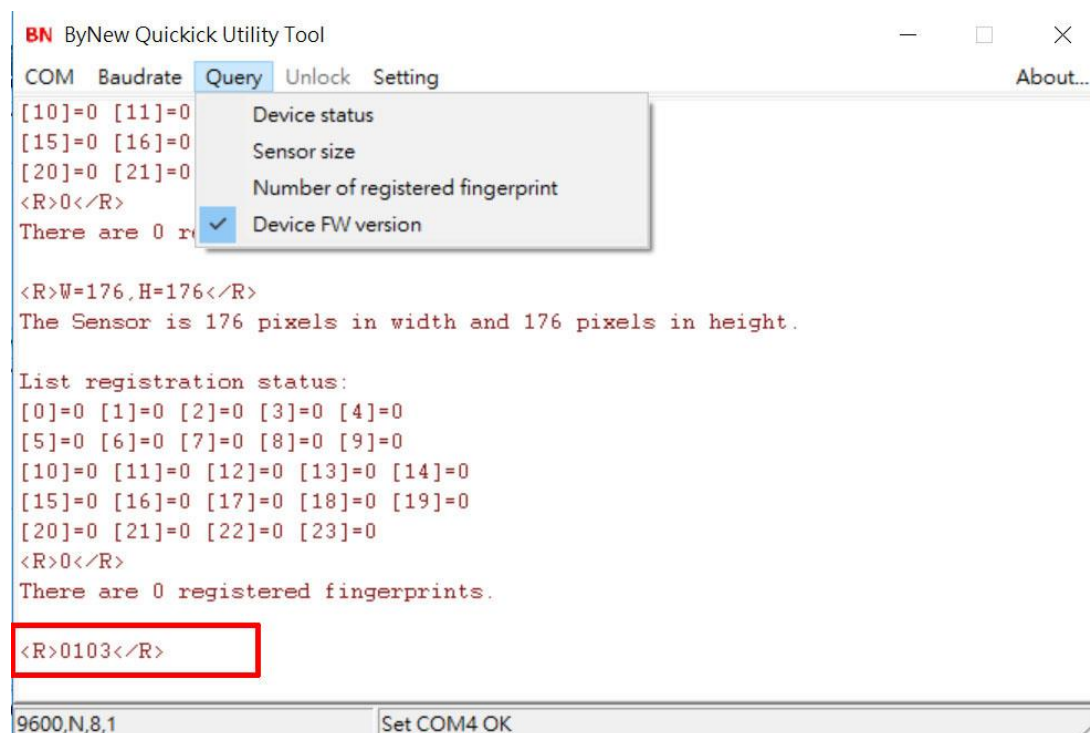 BN ByNew Quickick Utility Tool
COM Baudrate Query Unlock Setting About...
Device status
Sensor size
Number of registered fingerprint
Device FW version
[10]=0 [11]=0
[15]=0 [16]=0
[20]=0 [21]=0
<R>0</R>
There are 0 r
<R>W=176,H=176</R>
The Sensor is 176 pixels in width and 176 pixels in height.
List registration status:
[0]=0 [1]=0 [2]=0 [3]=0 [4]=0
[5]=0 [6]=0 [7]=0 [8]=0 [9]=0
[10]=0 [11]=0 [12]=0 [13]=0 [14]=0
[15]=0 [16]=0 [17]=0 [18]=0 [19]=0
[20]=0 [21]=0 [22]=0 [23]=0
<R>0</R>
There are 0 registered fingerprints.
<R>0103</R>
9600,N,8,1 Set COM4 OK